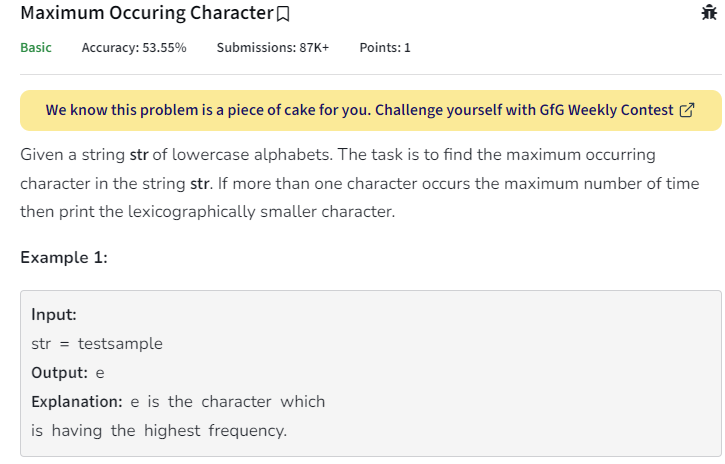 Maximum Occuring Character
Basic Accuracy: 53.55% Submissions: 87K+ Points: 1
We know this problem is a piece of cake for you. Challenge yourself with GfG Weekly Contest
Given a string str of lowercase alphabets. The task is to find the maximum occurring
character in the string str. If more than one character occurs the maximum number of time
then print the lexicographically smaller character.
Example 1:
Input:
str = testsample
Output: e
Explanation: e is the character which
is having the highest frequency.